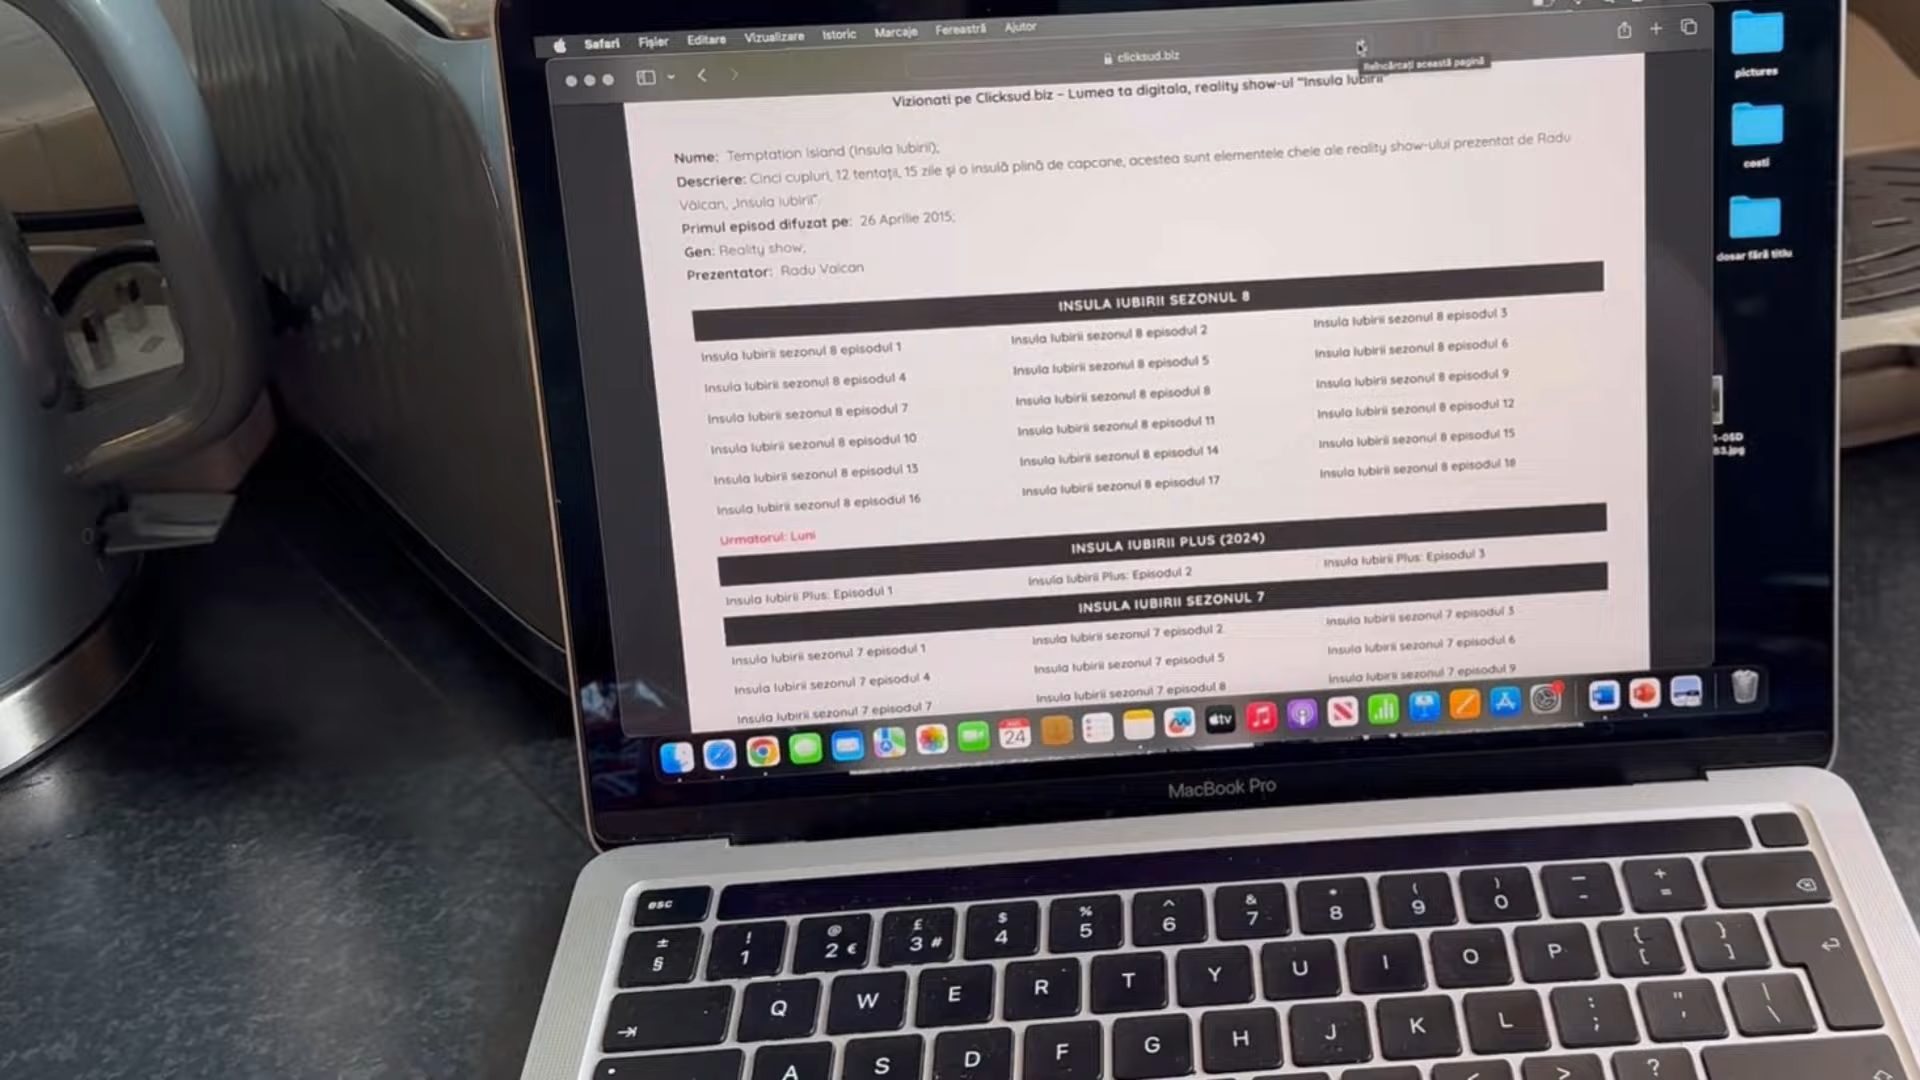 Safari Fișier Editare Vizualizare Istoric Marcaje Fereastră Ajutor
clicksud.biz
Reîncărcați această pagină
Vizionati pe Clicksud.biz – Lumea ta digitala, reality show-ul "Insula Iubirii"
Nume: Temptation Island (Insula Iubirii);
Descriere: Cinci cupluri, 12 tentații, 15 zile și o insulă plină de capcane, acestea sunt elementele cheie ale reality show-ului prezentat de Radu
Vâlcan, „Insula iubirii”
Primul episod difuzat pe: 26 Aprilie 2015;
Gen: Reality show;
Prezentator: Radu Valcan
INSULA IUBIRII SEZONUL 8
Insula Iubirii sezonul 8 episodul 1 Insula Iubirii sezonul 8 episodul 2 Insula Iubirii sezonul 8 episodul 3
Insula Iubirii sezonul 8 episodul 4 Insula Iubirii sezonul 8 episodul 5 Insula Iubirii sezonul 8 episodul 6
Insula Iubirii sezonul 8 episodul 7 Insula Iubirii sezonul 8 episodul 8 Insula Iubirii sezonul 8 episodul 9
Insula Iubirii sezonul 8 episodul 10 Insula Iubirii sezonul 8 episodul 11 Insula Iubirii sezonul 8 episodul 12
Insula Iubirii sezonul 8 episodul 13 Insula Iubirii sezonul 8 episodul 14 Insula Iubirii sezonul 8 episodul 15
Insula Iubirii sezonul 8 episodul 16 Insula Iubirii sezonul 8 episodul 17 Insula Iubirii sezonul 8 episodul 18
Urmatorul: Luni
INSULA IUBIRII PLUS (2024)
Insula Iubirii Plus: Episodul 1 Insula Iubirii Plus: Episodul 2 Insula Iubirii Plus: Episodul 3
INSULA IUBIRII SEZONUL 7
Insula Iubirii sezonul 7 episodul 1 Insula Iubirii sezonul 7 episodul 2 Insula Iubirii sezonul 7 episodul 3
Insula Iubirii sezonul 7 episodul 4 Insula Iubirii sezonul 7 episodul 5 Insula Iubirii sezonul 7 episodul 6
Insula Iubirii sezonul 7 episodul 7 Insula Iubirii sezonul 7 episodul 8 Insula Iubirii sezonul 7 episodul 9
pictures
costi
dosar fără titlu
24
tv
MacBook Pro
esc
± § ! 1 @ 2 € £ 3 # $ 4 % 5 ^ 6 & 7 * 8 ( 9 ) 0 _ - + =
Q W E R T Y U I O P { [ } ]
A S D F G H J K L : ; " ' | \
< > ?